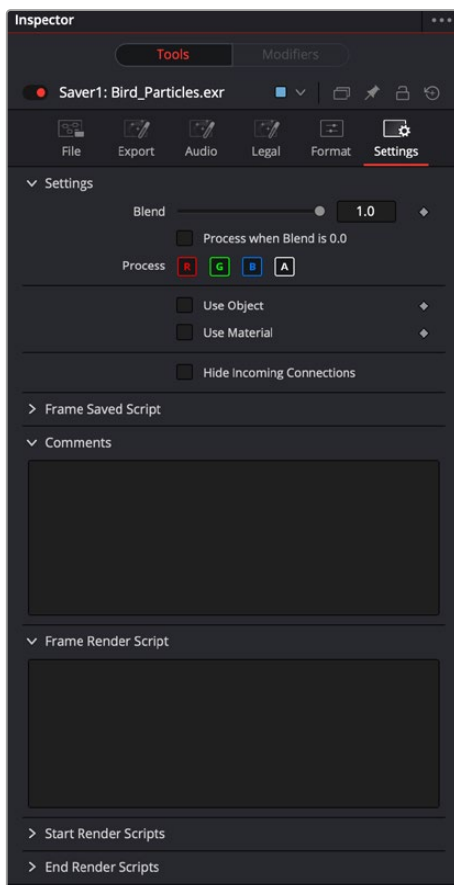 Inspector
Tools Modifiers
Saver1: Bird_Particles.exr
File Export Audio Legal Format Settings
Settings
Blend 1.0
Process when Blend is 0.0
Process R G B A
Use Object
Use Material
Hide Incoming Connections
Frame Saved Script
Comments
Frame Render Script
Start Render Scripts
End Render Scripts